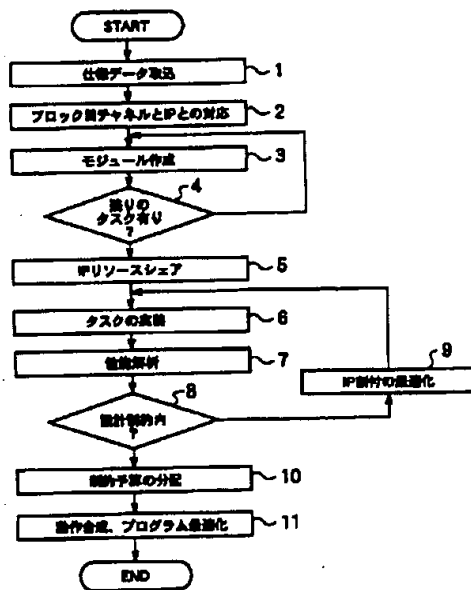 START
仕様データ取込
1
ブロック間チャネルとIPとの対応
2
モジュール作成
3
残りの
タスク有り
?
4
IPリソースシェア
5
タスクの実装
6
性能解析
7
設計制約内
?
8
IP割付の最適化
9
制約予算の分配
10
動作合成、プログラム最適化
11
END